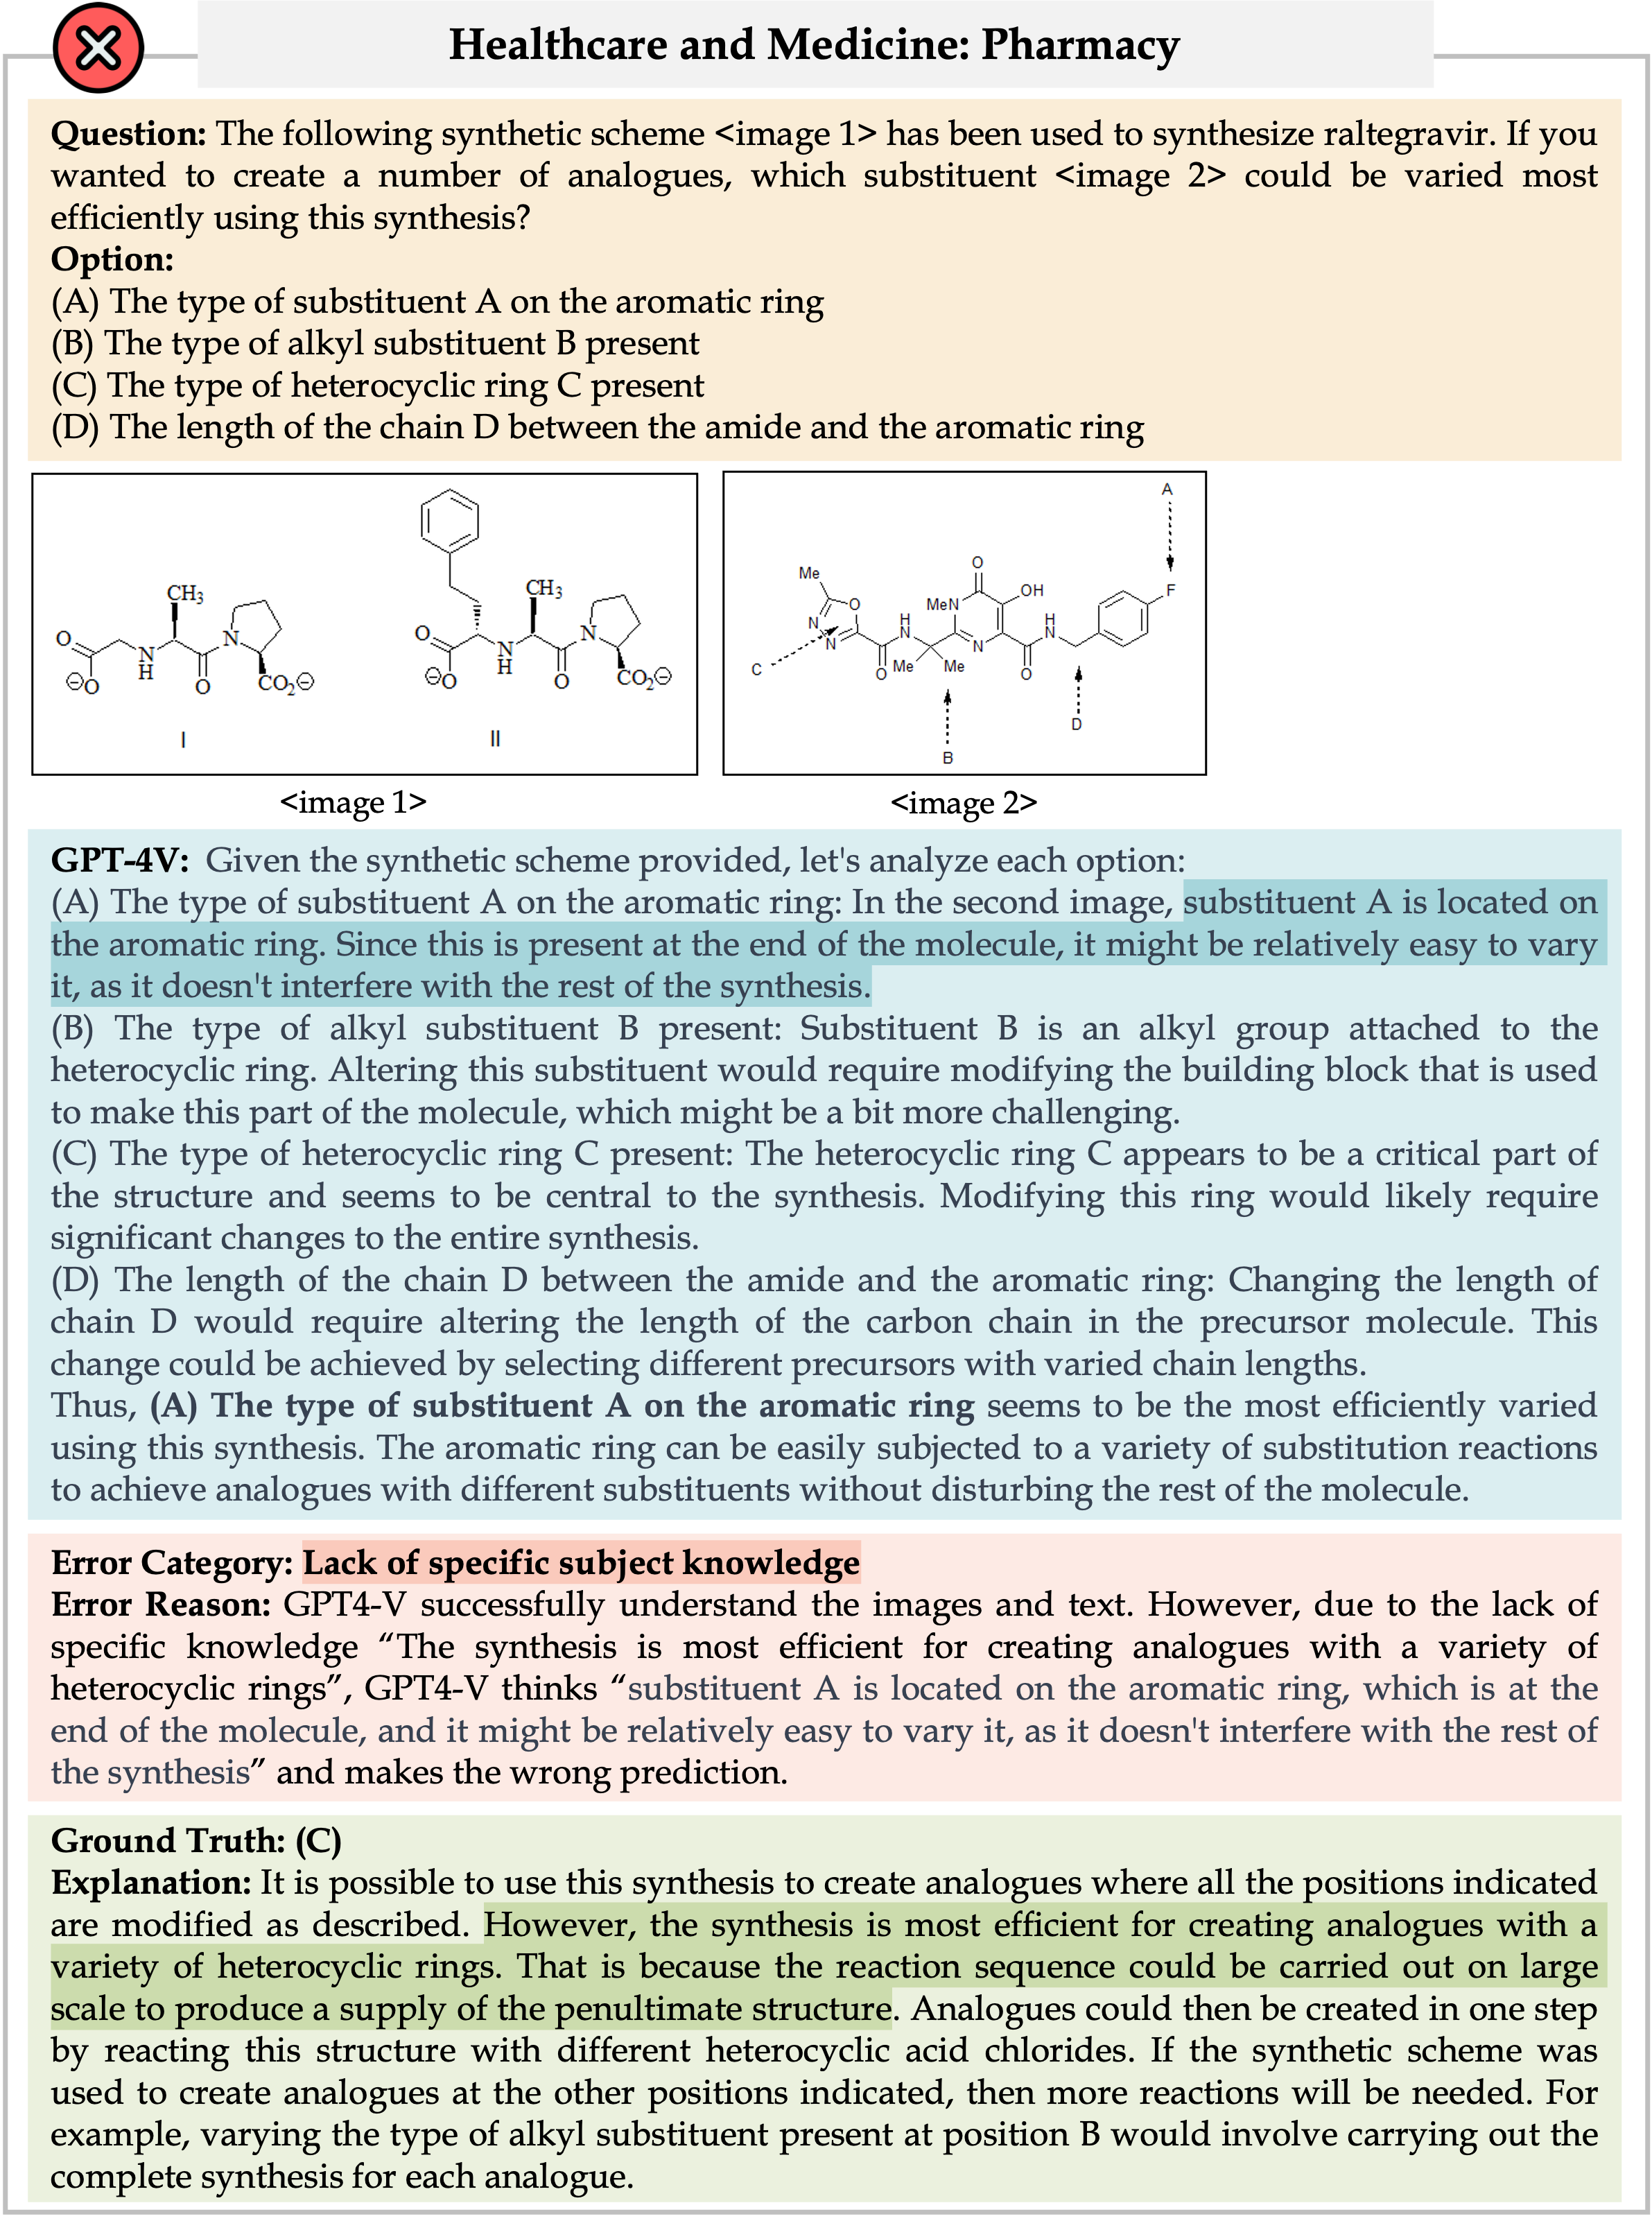 Healthcare and Medicine: Pharmacy
Question: The following synthetic scheme <image 1> has been used to synthesize raltegravir. If you
wanted to create a number of analogues, which substituent <image 2> could be varied most
efficiently using this synthesis?
Option:
(A) The type of substituent A on the aromatic ring
(B) The type of alkyl substituent B present
(C) The type of heterocyclic ring C present
(D) The length of the chain D between the amide and the aromatic ring
CH₃
O
N
H
N
⊖O
O
CO₂⊖
I
CH₃
O
N
H
N
⊖O
O
CO₂⊖
II
A
O
Me
OH
F
O
MeN
H
N
H
N
N
N
N
C
O
Me
Me
O
D
B
<image 1>
<image 2>
GPT-4V: Given the synthetic scheme provided, let's analyze each option:
(A) The type of substituent A on the aromatic ring: In the second image, substituent A is located on
the aromatic ring. Since this is present at the end of the molecule, it might be relatively easy to vary
it, as it doesn't interfere with the rest of the synthesis.
(B) The type of alkyl substituent B present: Substituent B is an alkyl group attached to the
heterocyclic ring. Altering this substituent would require modifying the building block that is used
to make this part of the molecule, which might be a bit more challenging.
(C) The type of heterocyclic ring C present: The heterocyclic ring C appears to be a critical part of
the structure and seems to be central to the synthesis. Modifying this ring would likely require
significant changes to the entire synthesis.
(D) The length of the chain D between the amide and the aromatic ring: Changing the length of
chain D would require altering the length of the carbon chain in the precursor molecule. This
change could be achieved by selecting different precursors with varied chain lengths.
Thus, (A) The type of substituent A on the aromatic ring seems to be the most efficiently varied
using this synthesis. The aromatic ring can be easily subjected to a variety of substitution reactions
to achieve analogues with different substituents without disturbing the rest of the molecule.
Error Category: Lack of specific subject knowledge
Error Reason: GPT4-V successfully understand the images and text. However, due to the lack of
specific knowledge “The synthesis is most efficient for creating analogues with a variety of
heterocyclic rings”, GPT4-V thinks “substituent A is located on the aromatic ring, which is at the
end of the molecule, and it might be relatively easy to vary it, as it doesn't interfere with the rest of
the synthesis” and makes the wrong prediction.
Ground Truth: (C)
Explanation: It is possible to use this synthesis to create analogues where all the positions indicated
are modified as described. However, the synthesis is most efficient for creating analogues with a
variety of heterocyclic rings. That is because the reaction sequence could be carried out on large
scale to produce a supply of the penultimate structure. Analogues could then be created in one step
by reacting this structure with different heterocyclic acid chlorides. If the synthetic scheme was
used to create analogues at the other positions indicated, then more reactions will be needed. For
example, varying the type of alkyl substituent present at position B would involve carrying out the
complete synthesis for each analogue.